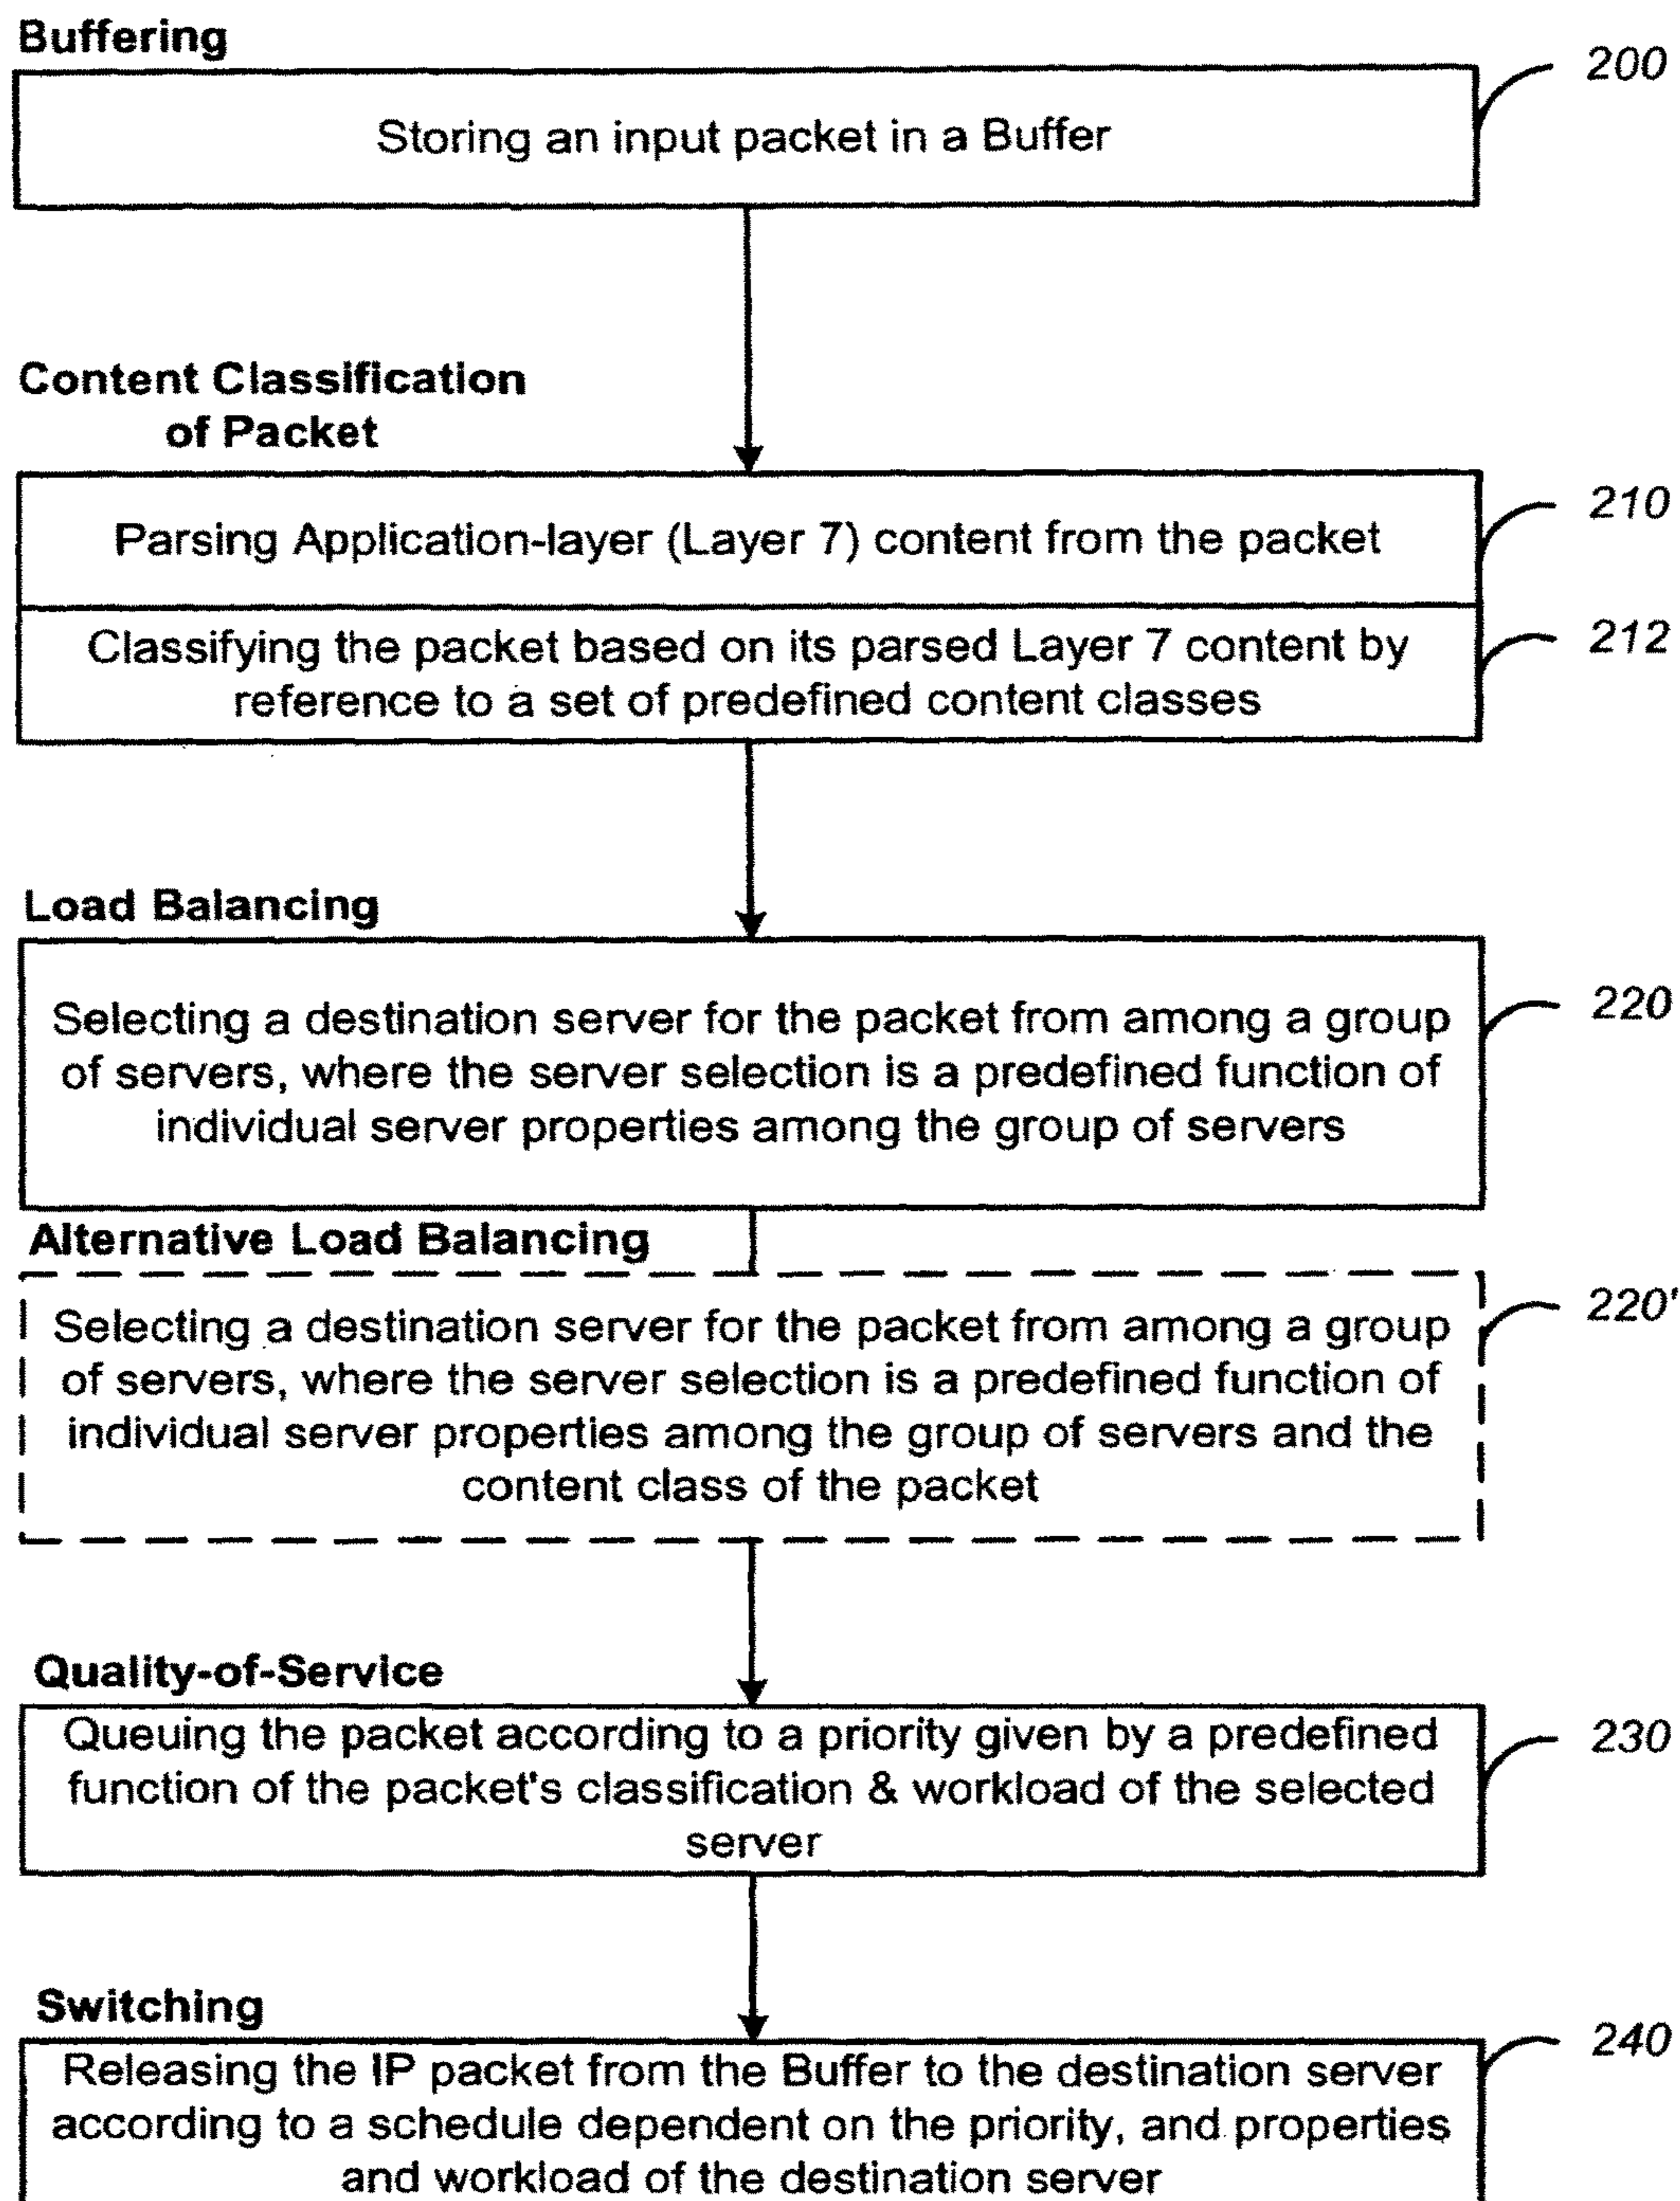 Buffering
200
Storing an input packet in a Buffer
Content Classification
of Packet
210
Parsing Application-layer (Layer 7) content from the packet
212
Classifying the packet based on its parsed Layer 7 content by
reference to a set of predefined content classes
Load Balancing
220
Selecting a destination server for the packet from among a group
of servers, where the server selection is a predefined function of
individual server properties among the group of servers
Alternative Load Balancing
220'
Selecting a destination server for the packet from among a group
of servers, where the server selection is a predefined function of
individual server properties among the group of servers and the
content class of the packet
Quality-of-Service
230
Queuing the packet according to a priority given by a predefined
function of the packet's classification & workload of the selected
server
Switching
240
Releasing the IP packet from the Buffer to the destination server
according to a schedule dependent on the priority, and properties
and workload of the destination server